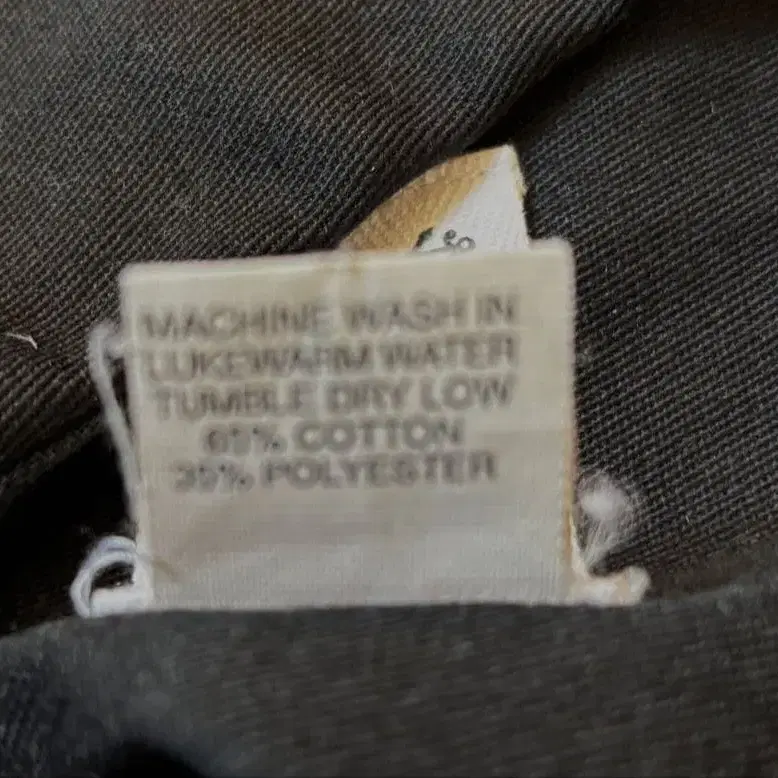 MACHINE WASH IN
LUKEWARM WATER
TUMBLE DRY LOW
65% COTTON
35% POLYESTER